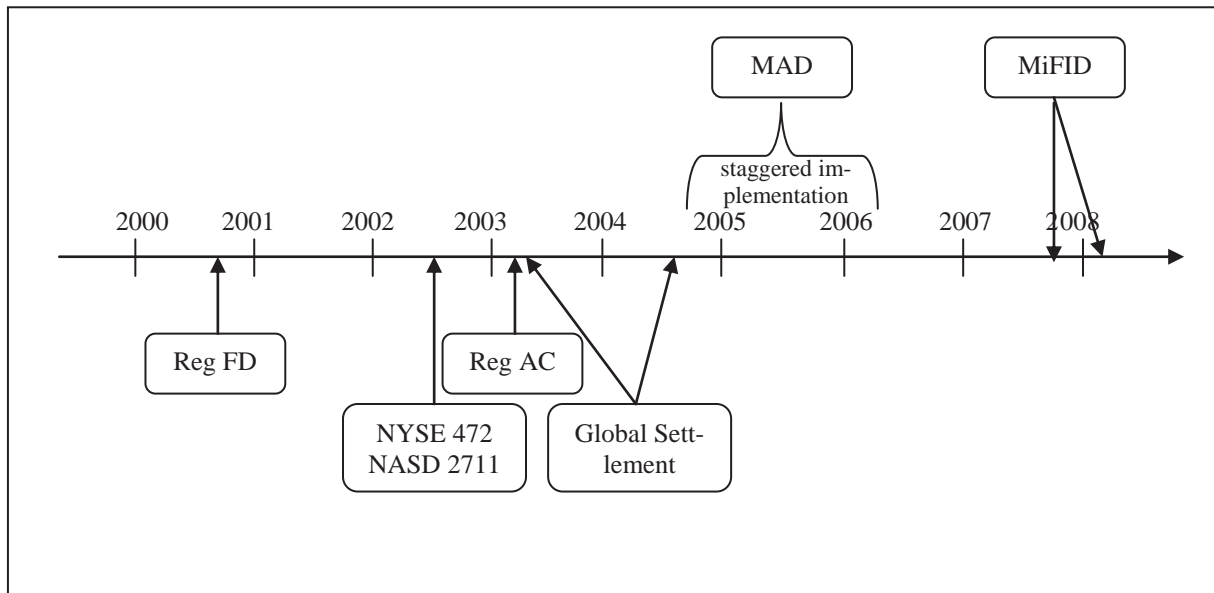 MAD
MiFID
staggered im-
plementation
2000 2001 2002 2003 2004 2005 2006 2007 2008
Reg FD
Reg AC
NYSE 472
NASD 2711
Global Sett-
lement